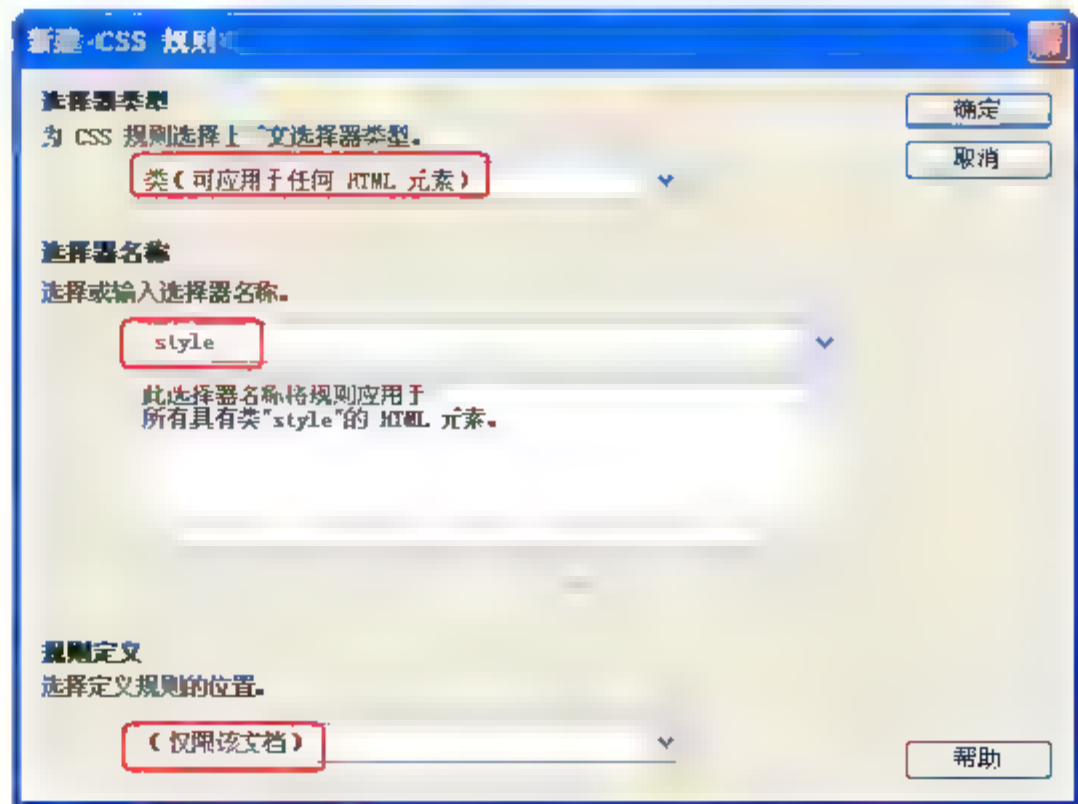 新建 CSS 规则
选择器类型
确定
为 CSS 规则选择上 文选择器类型。
取消
类(可应用于任何 HTML 元素)
选择器名称
选择或输入选择器名称。
style
此选择器名称将规则应用于
所有具有类"style"的 HTML 元素。
规则定义
选择定义规则的位置。
(仅限该文档)
帮助